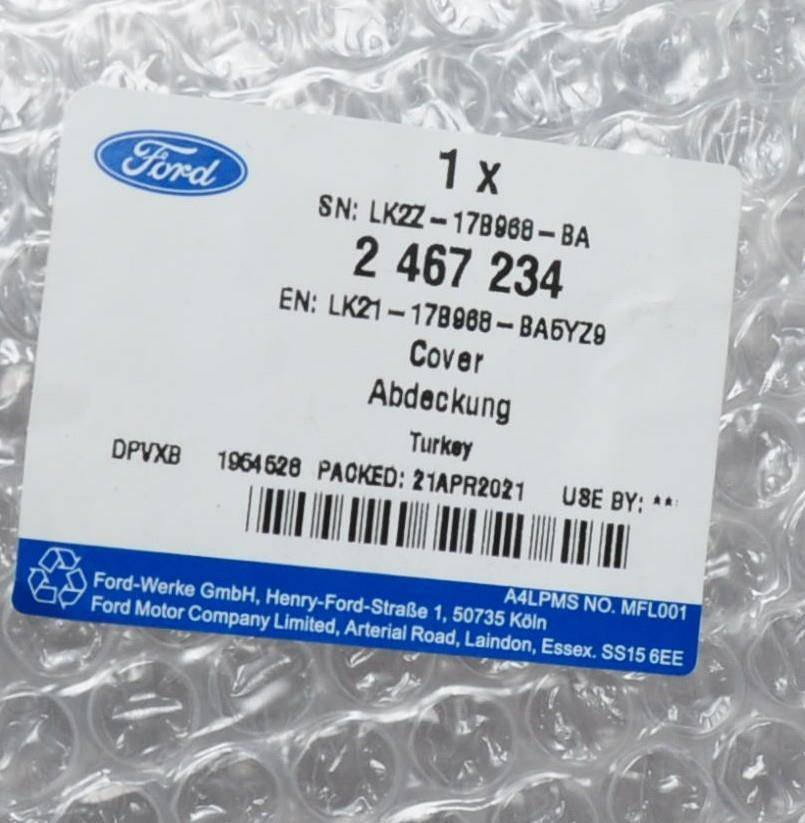 Ford
1 x
SN: LK2Z-17B968-BA
2 467 234
EN: LK21-17B968-BA5YZ9
Cover
Abdeckung
Turkey
DPVXB 1954528 PACKED: 21APR2021 USE BY: **
A4LPMS NO. MFL001
Ford-Werke GmbH, Henry-Ford-Straße 1, 50735 Köln
Ford Motor Company Limited, Arterial Road, Laindon, Essex. SS15 6EE